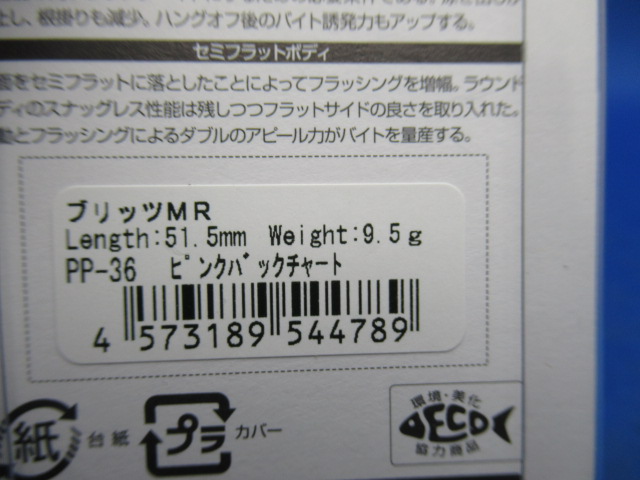 とし、根掛りも減少。ハングオフ後のバイト誘発力もアップする。
セミフラットボディ
面をセミフラットに落としたことによってフラッシングを増幅。ラウンド
ディのスナッグレス性能は残しつつフラットサイドの良さを取り入れた。
動とフラッシングによるダブルのアピール力がバイトを量産する。
ブリッツMR
Length:51.5mm Weight:9.5g
PP-36 ピンクバックチャート
4 573189 544789
紙
台紙
プラ
カバー
環境・美化
ECO
協力商品